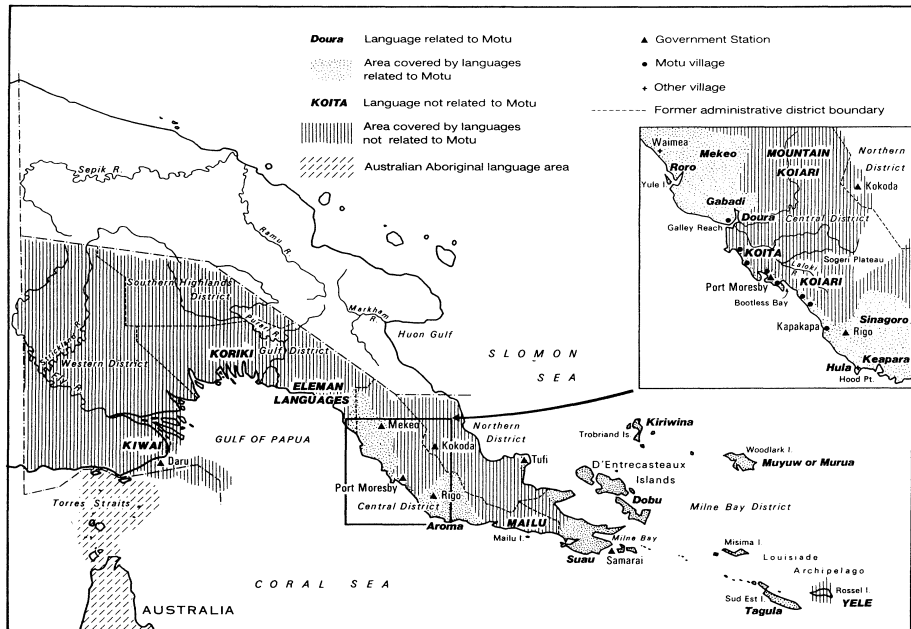 Doura Language related to Motu
Area covered by languages
related to Motu
KOITA Language not related to Motu
Area covered by languages
not related to Motu
Australian Aboriginal language area
Government Station
Motu village
Other village
Former administrative district boundary
Waimea
Mekeo
Roro
Yule I.
MOUNTAIN
KOIARI
Northern
District
Kokoda
Gabadi
Doura
Central District
Galley Reach
KOITA
Laloki
R.
Sogeri Plateau
Port Moresby
KOIARI
Bootless Bay
Kapakapa
Sinagoro
Rigo
Hula
Keapara
Hood Pt.
Sepik R.
Ramu R.
Markham
R.
Huon Gulf
Southern Highlands
District
Purari R.
Strickland R.
Fly R.
Western District
KORIKI
Gulf District
ELEMAN
LANGUAGES
SLOMON
SEA
KIWAI
Daru
GULF OF PAPUA
Mekeo
Kokoda
Northern
District
Tufi
Port Moresby
Rigo
Central District
Aroma
MAILU
Mailu I.
Trobriand Is.
Kiriwina
Woodlark I.
Muyuw or Murua
D'Entrecasteaux
Islands
Dobu
Milne Bay District
Milne Bay
Suau
Samarai
Misima I.
Louisiade
Archipelago
Rossel I.
YELE
Sud Est I.
Tagula
Torres Straits
CORAL SEA
AUSTRALIA